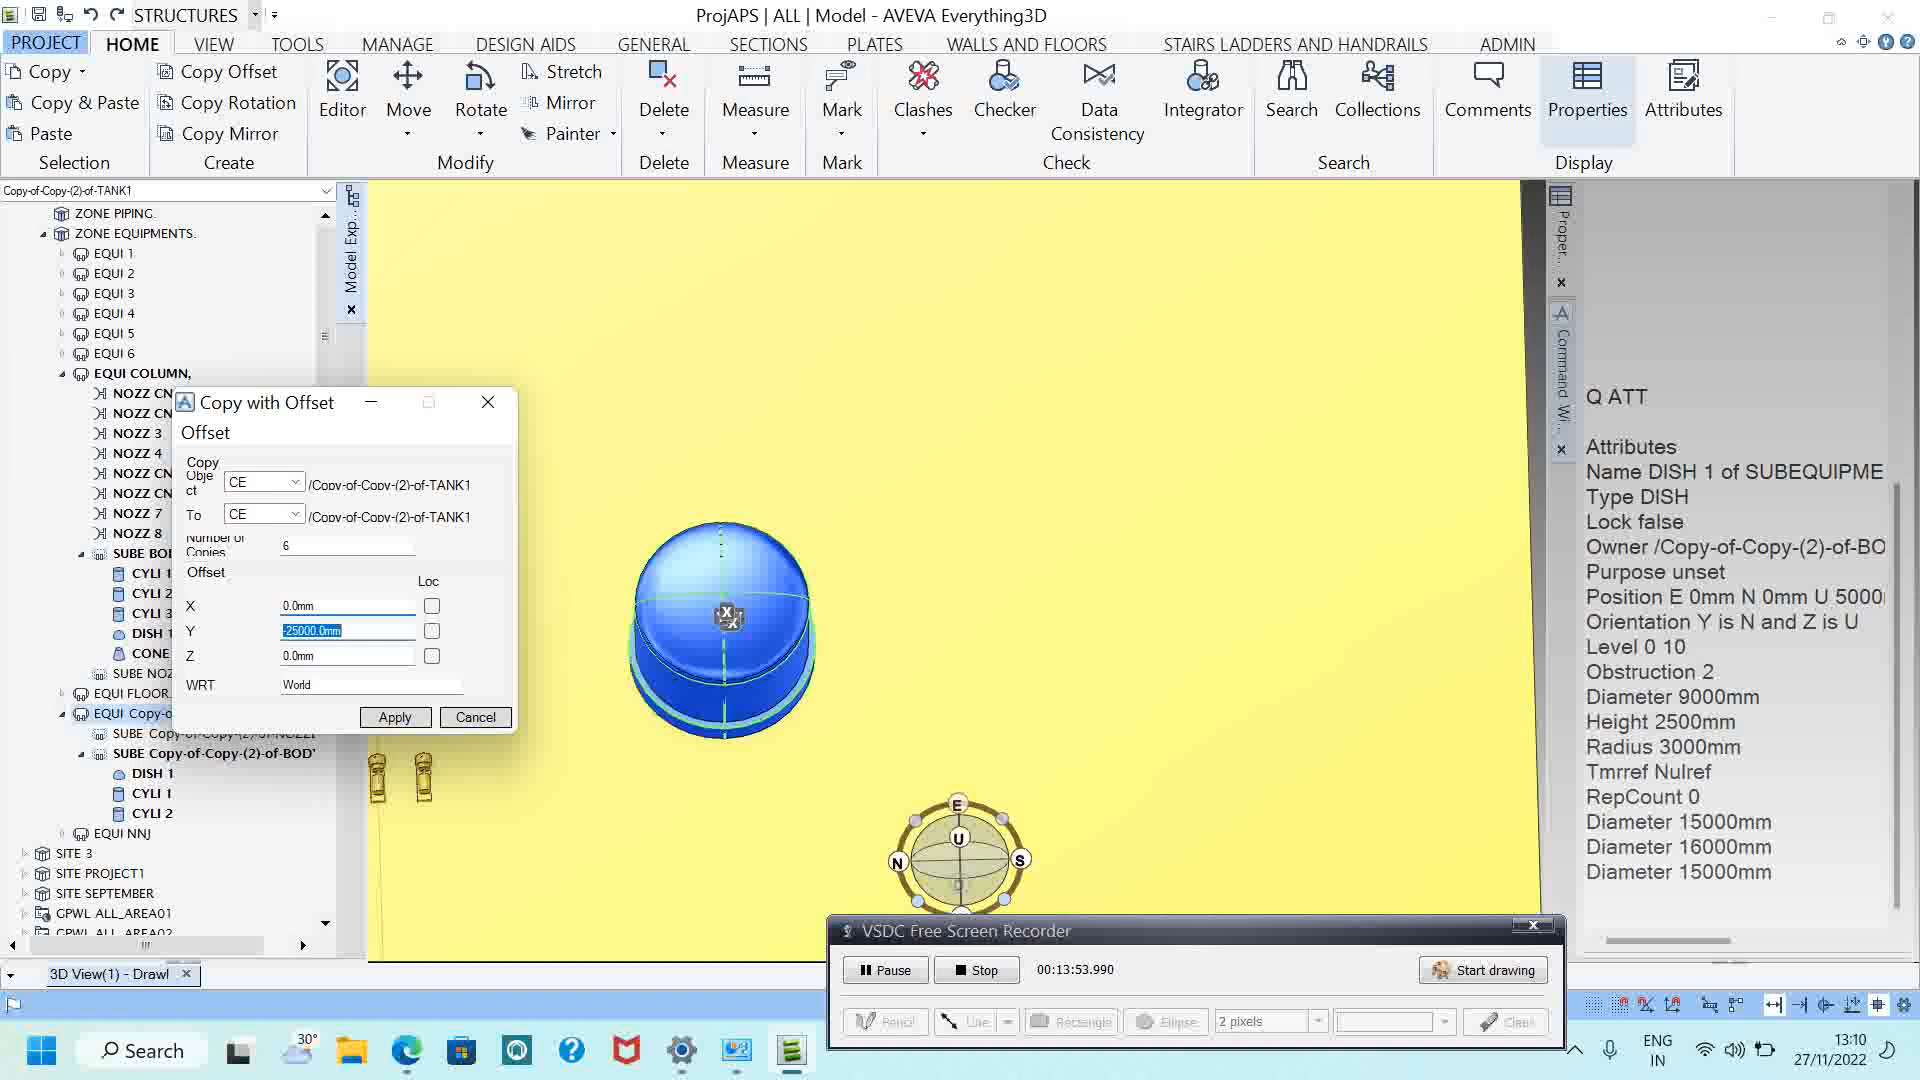 STRUCTURES
ProjAPS | ALL | Model - AVEVA Everything3D
PROJECT HOME VIEW TOOLS MANAGE DESIGN AIDS GENERAL SECTIONS PLATES WALLS AND FLOORS STAIRS LADDERS AND HANDRAILS ADMIN
Copy
Copy & Paste
Paste
Selection
Copy Offset
Copy Rotation
Copy Mirror
Create
Editor
Move
Rotate
Stretch
Mirror
Painter
Modify
Delete
Delete
Measure
Measure
Mark
Mark
Clashes
Checker
Data
Consistency
Integrator
Check
Search
Collections
Search
Comments
Properties
Attributes
Display
Copy-of-Copy-(2)-of-TANK1
ZONE PIPING.
ZONE EQUIPMENTS.
EQUI 1
EQUI 2
EQUI 3
EQUI 4
EQUI 5
EQUI 6
EQUI COLUMN,
NOZZ CN
NOZZ CN
NOZZ 3
NOZZ 4
NOZZ CN
NOZZ CN
NOZZ 7
NOZZ 8
SUBE BO
CYLI 1
CYLI 2
CYLI 3
DISH 1
CONE
SUBE NOZ
EQUI FLOOR
EQUI Copy-o
SUBE Copy-of-Copy-(2)-of-NOZZL
SUBE Copy-of-Copy-(2)-of-BOD'
DISH 1
CYLI 1
CYLI 2
EQUI NNJ
SITE 3
SITE PROJECT1
SITE SEPTEMBER
GPWL ALL_AREA01
GPWL ALL_AREA02
Model Exp...
Copy with Offset
Offset
Copy
Object
CE
/Copy-of-Copy-(2)-of-TANK1
To
CE
/Copy-of-Copy-(2)-of-TANK1
Number of Copies
6
Offset
Loc
X 0.0mm
Y -25000.0mm
Z 0.0mm
WRT World
Apply Cancel
X
X
E
U
N
S
D
Proper...
Command Wi...
Q ATT
Attributes
Name DISH 1 of SUBEQUIPME
Type DISH
Lock false
Owner /Copy-of-Copy-(2)-of-BO
Purpose unset
Position E 0mm N 0mm U 5000
Orientation Y is N and Z is U
Level 0 10
Obstruction 2
Diameter 9000mm
Height 2500mm
Radius 3000mm
Tmrref Nulref
RepCount 0
Diameter 15000mm
Diameter 16000mm
Diameter 15000mm
3D View(1) - Drawl
VSDC Free Screen Recorder
Pause
Stop
00:13:53.990
Start drawing
Pencil
Line
Rectangle
Ellipse
2 pixels
Clean
Search
30°
ENG
IN
13:10
27/11/2022